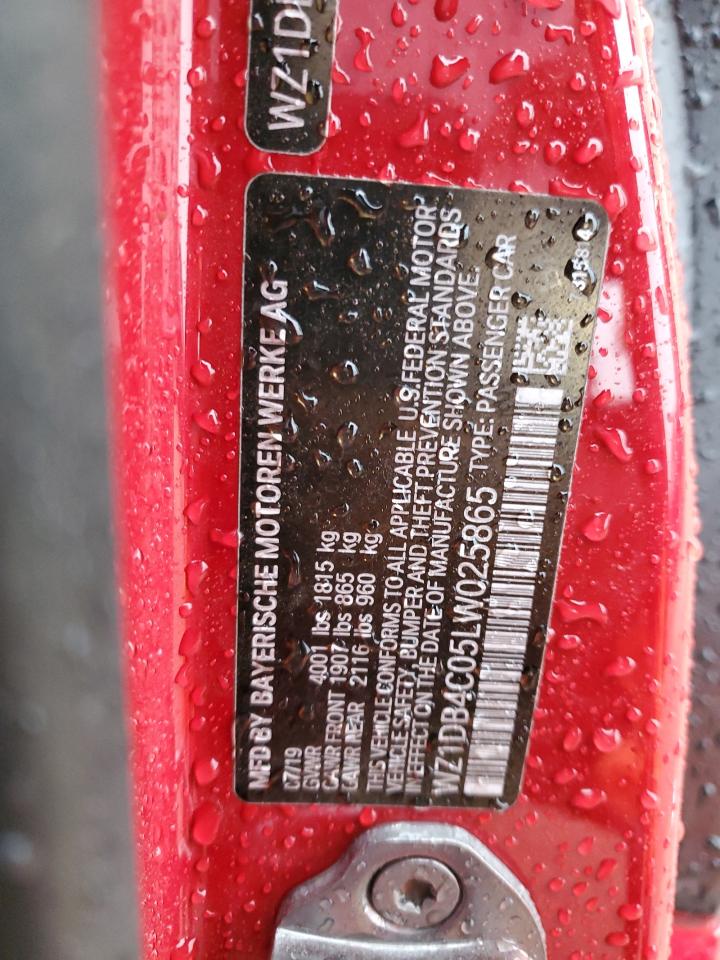 WZ1D
MFD BY BAYERISCHE MOTOREN WERKE AG
07/19
GVWR 4001 lbs 1815 kg
GAWR FRONT 1907 lbs 865 kg
GAWR REAR 2116 lbs 960 kg
THIS VEHICLE CONFORMS TO ALL APPLICABLE U.S. FEDERAL MOTOR
VEHICLE SAFETY, BUMPER AND THEFT PREVENTION STANDARDS
IN EFFECT ON THE DATE OF MANUFACTURE SHOWN ABOVE.
WZ1DB4C05LW025865 TYPE: PASSENGER CAR